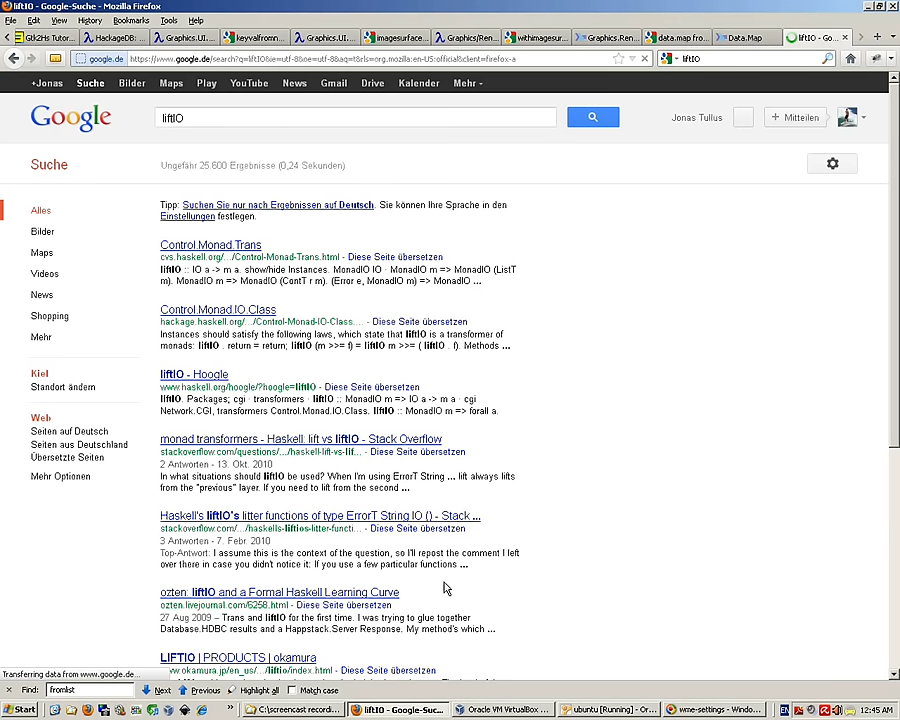 liftIO - Google-Suche - Mozilla Firefox
File Edit View History Bookmarks Tools Help
Gtk2Hs Tutor... HackageDB: ... Graphics.UI.... keyvalfromn... Graphics.UI.... imagesurface... Graphics/Ren... withimagesur... Graphics.Ren... data.map fro... Data.Map liftIO - Go...
google.de https://www.google.de/search?q=liftIO&ie=utf-8&oe=utf-8&aq=t&rls=org.mozilla:en-US:official&client=firefox-a liftIO
+Jonas Suche Bilder Maps Play YouTube News Gmail Drive Kalender Mehr
Google liftIO Jonas Tullus + Mitteilen
Suche Ungefähr 25.600 Ergebnisse (0,24 Sekunden)
Alles
Bilder
Maps
Videos
News
Shopping
Mehr
Kiel
Standort ändern
Web
Seiten auf Deutsch
Seiten aus Deutschland
Übersetzte Seiten
Mehr Optionen
Tipp: Suchen Sie nur nach Ergebnissen auf Deutsch. Sie können Ihre Sprache in den
Einstellungen festlegen.
Control.Monad.Trans
cvs.haskell.org/.../Control-Monad-Trans.html - Diese Seite übersetzen
liftIO :: IO a -> m a. show/hide Instances. MonadIO IO · MonadIO m => MonadIO (ListT
m). MonadIO m => MonadIO (ContT r m). (Error e, MonadIO m) => MonadIO ...
Control.Monad.IO.Class
hackage.haskell.org/.../Control-Monad-IO-Class.... - Diese Seite übersetzen
Instances should satisfy the following laws, which state that liftIO is a transformer of
monads: liftIO . return = return; liftIO (m >>= f) = liftIO m >>= ( liftIO . f). Methods ...
liftIO - Hoogle
www.haskell.org/hoogle/?hoogle=liftIO - Diese Seite übersetzen
liftIO. Packages; cgi · transformers · liftIO :: MonadIO m => IO a -> m a · cgi
Network.CGI, transformers Control.Monad.IO.Class. liftIO :: MonadIO m => forall a.
monad transformers - Haskell: lift vs liftIO - Stack Overflow
stackoverflow.com/questions/.../haskell-lift-vs-lif... - Diese Seite übersetzen
2 Antworten - 13. Okt. 2010
In what situations should liftIO be used? When I'm using ErrorT String ... lift always lifts
from the "previous" layer. If you need to lift from the second ...
Haskell's liftIO's litter functions of type ErrorT String IO () - Stack ...
stackoverflow.com/.../haskells-liftios-litter-functi... - Diese Seite übersetzen
3 Antworten - 7. Febr. 2010
Top-Antwort: I assume this is the context of the question, so I'll repost the comment I left
over there in case you didn't notice it: If you use a few particular functions ...
ozten: liftIO and a Formal Haskell Learning Curve
ozten.livejournal.com/6258.html - Diese Seite übersetzen
27 Aug 2009 – Trans and liftIO for the first time. I was trying to glue together
Database.HDBC results and a Happstack.Server Response. My method's which ...
LIFTIO | PRODUCTS | okamura
w.okamura.jp/en_us/.../liftio/index.html - Diese Seite übersetzen
Transferring data from www.google.de...
Find: fromlist Next Previous Highlight all Match case
Start C:\screencast record... liftIO - Google-Suc... Oracle VM VirtualBox ... ubuntu [Running] - Or... wme-settings - Windo... EN 12:45 AM